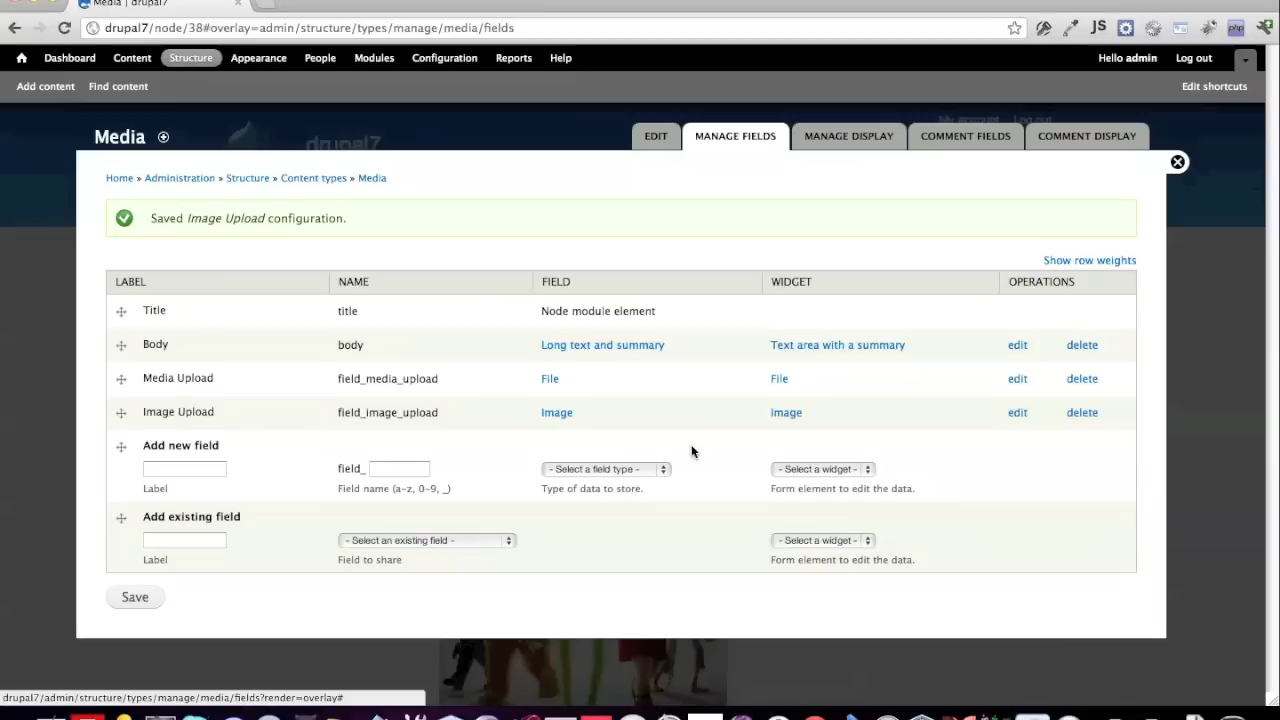 Media | drupal7
drupal7/node/38#overlay=admin/structure/types/manage/media/fields
JS
php
Dashboard Content Structure Appearance People Modules Configuration Reports Help Hello admin Log out
Add content Find content Edit shortcuts
My account Log out
drupal7
Media EDIT MANAGE FIELDS MANAGE DISPLAY COMMENT FIELDS COMMENT DISPLAY
Home » Administration » Structure » Content types » Media
Saved Image Upload configuration.
Show row weights
LABEL NAME FIELD WIDGET OPERATIONS
Title title Node module element
Body body Long text and summary Text area with a summary edit delete
Media Upload field_media_upload File File edit delete
Image Upload field_image_upload Image Image edit delete
Add new field
field_ - Select a field type - - Select a widget -
Label Field name (a-z, 0-9, _) Type of data to store. Form element to edit the data.
Add existing field
- Select an existing field - - Select a widget -
Label Field to share Form element to edit the data.
Save
drupal7/admin/structure/types/manage/media/fields?render=overlay#